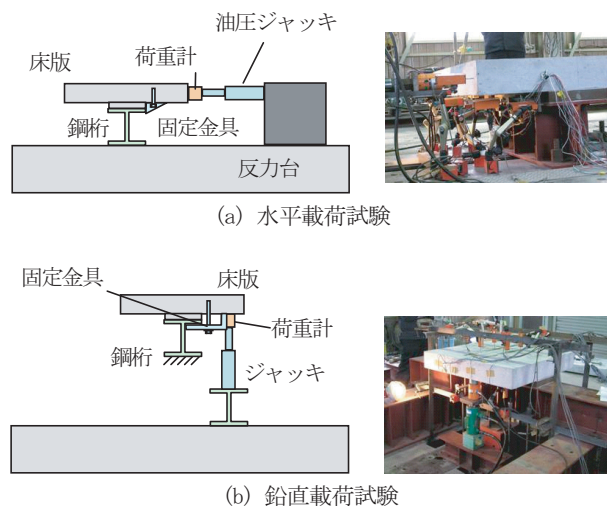 油圧ジャッキ
荷重計
床版
鋼桁
固定金具
反力台
(a) 水平載荷試験
固定金具
床版
荷重計
鋼桁
ジャッキ
(b) 鉛直載荷試験